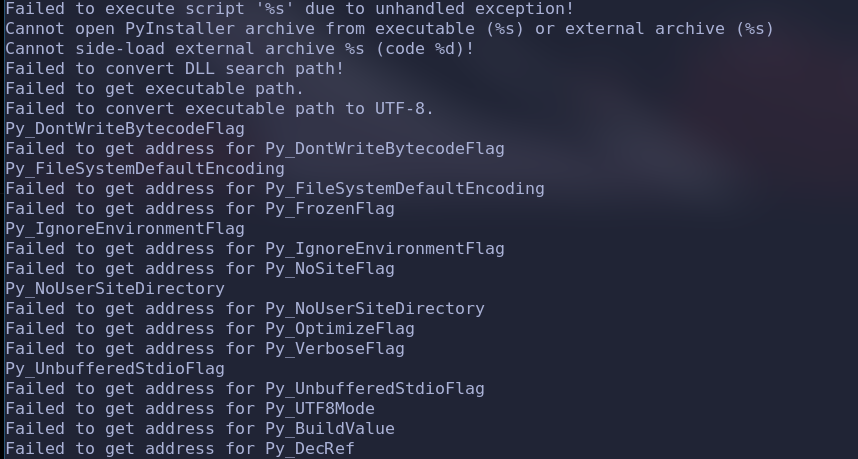 Failed to execute script '%s' due to unhandled exception!
Cannot open PyInstaller archive from executable (%s) or external archive (%s)
Cannot side-load external archive %s (code %d)!
Failed to convert DLL search path!
Failed to get executable path.
Failed to convert executable path to UTF-8.
Py_DontWriteBytecodeFlag
Failed to get address for Py_DontWriteBytecodeFlag
Py_FileSystemDefaultEncoding
Failed to get address for Py_FileSystemDefaultEncoding
Failed to get address for Py_FrozenFlag
Py_IgnoreEnvironmentFlag
Failed to get address for Py_IgnoreEnvironmentFlag
Failed to get address for Py_NoSiteFlag
Py_NoUserSiteDirectory
Failed to get address for Py_NoUserSiteDirectory
Failed to get address for Py_OptimizeFlag
Failed to get address for Py_VerboseFlag
Py_UnbufferedStdioFlag
Failed to get address for Py_UnbufferedStdioFlag
Failed to get address for Py_UTF8Mode
Failed to get address for Py_BuildValue
Failed to get address for Py_DecRef